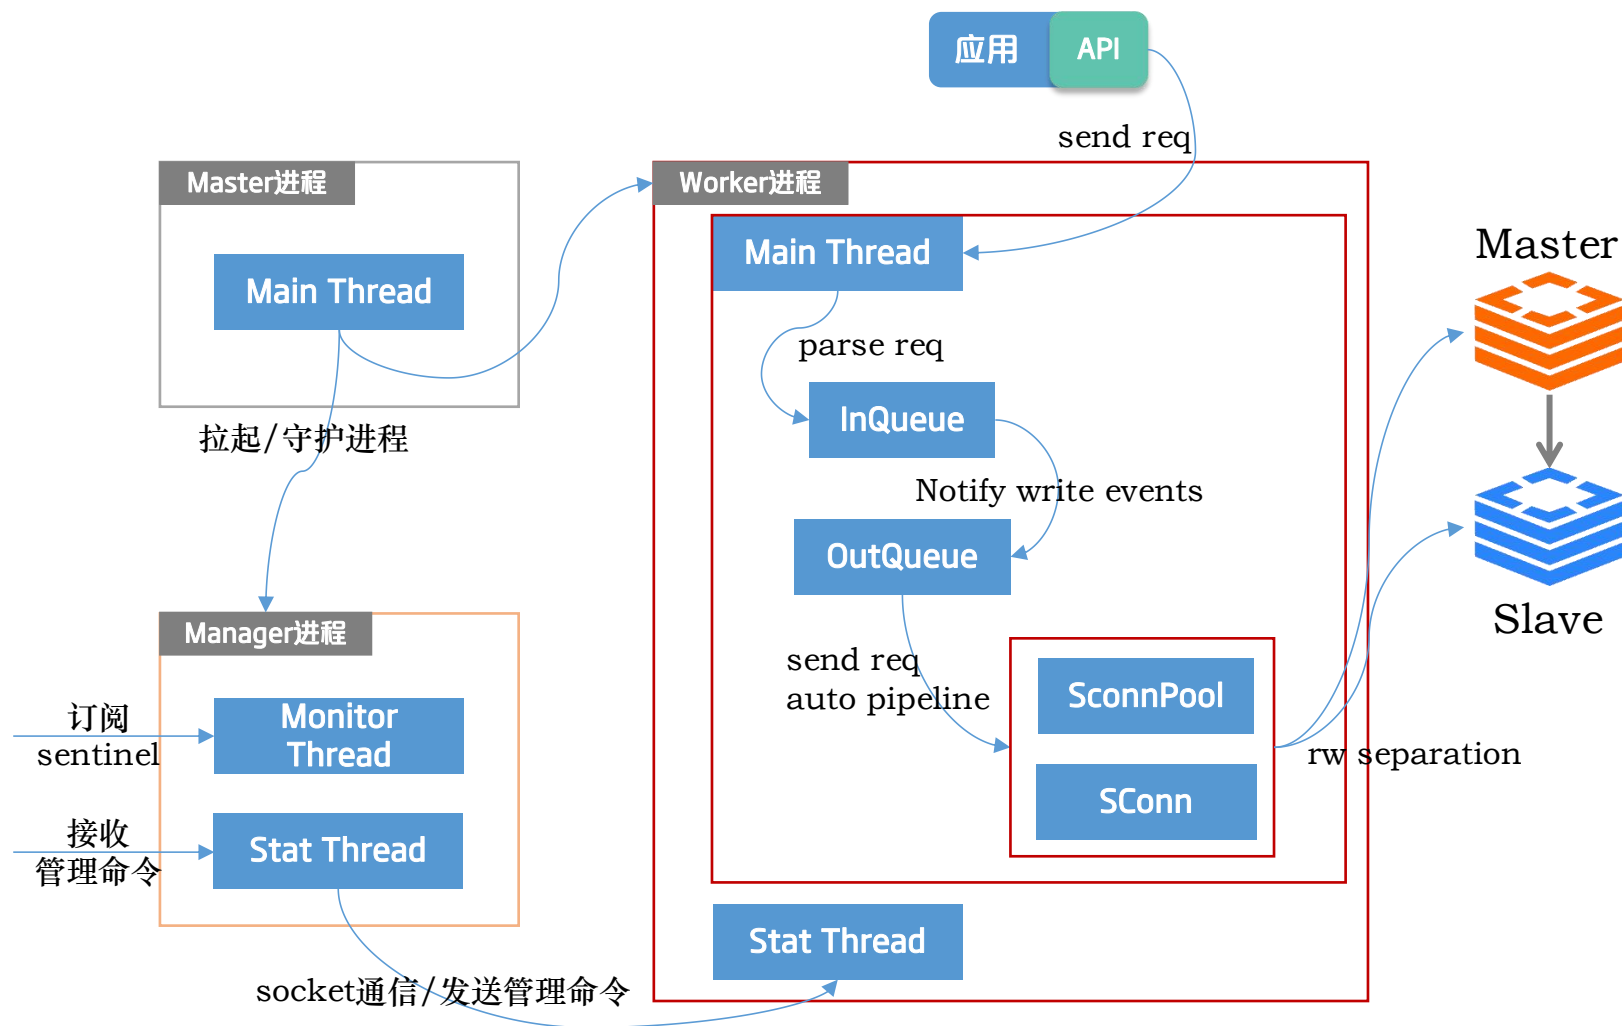 应用
API
send req
Master进程
Main Thread
拉起/守护进程
Worker进程
Main Thread
parse req
InQueue
Notify write events
OutQueue
send req
auto pipeline
SconnPool
SConn
rw separation
Stat Thread
Master
Slave
Manager进程
订阅
sentinel
Monitor
Thread
接收
管理命令
Stat Thread
socket通信/发送管理命令